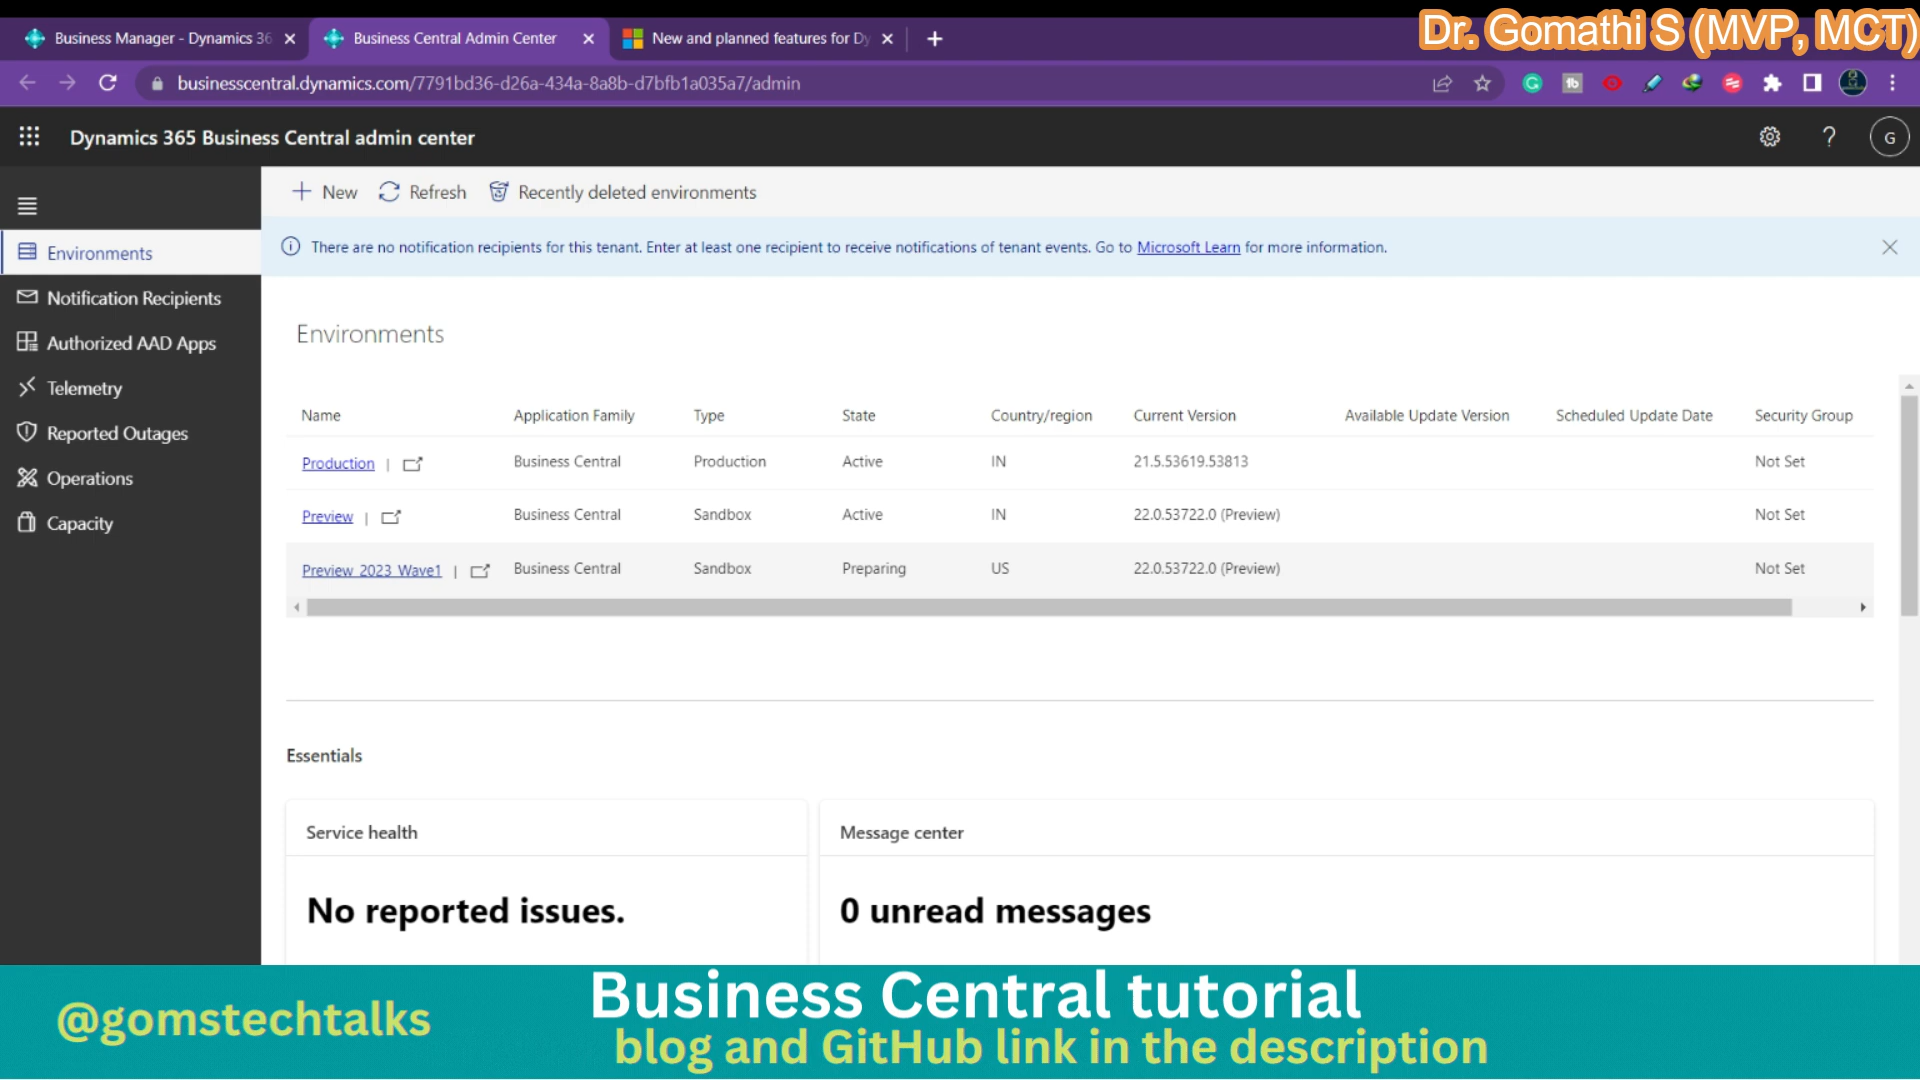 Dr. Gomathi S (MVP, MCT)
Business Manager - Dynamics 36
Business Central Admin Center
New and planned features for Dy
businesscentral.dynamics.com/7791bd36-d26a-434a-8a8b-d7bfb1a035a7/admin
Dynamics 365 Business Central admin center
G
New
Refresh
Recently deleted environments
There are no notification recipients for this tenant. Enter at least one recipient to receive notifications of tenant events. Go to Microsoft Learn for more information.
Environments
Notification Recipients
Authorized AAD Apps
Telemetry
Reported Outages
Operations
Capacity
Environments
Name Application Family Type State Country/region Current Version Available Update Version Scheduled Update Date Security Group
Production | Business Central Production Active IN 21.5.53619.53813 Not Set
Preview | Business Central Sandbox Active IN 22.0.53722.0 (Preview) Not Set
Preview_2023_Wave1 | Business Central Sandbox Preparing US 22.0.53722.0 (Preview) Not Set
Essentials
Service health
Message center
No reported issues.
0 unread messages
@gomstechtalks
Business Central tutorial
blog and GitHub link in the description